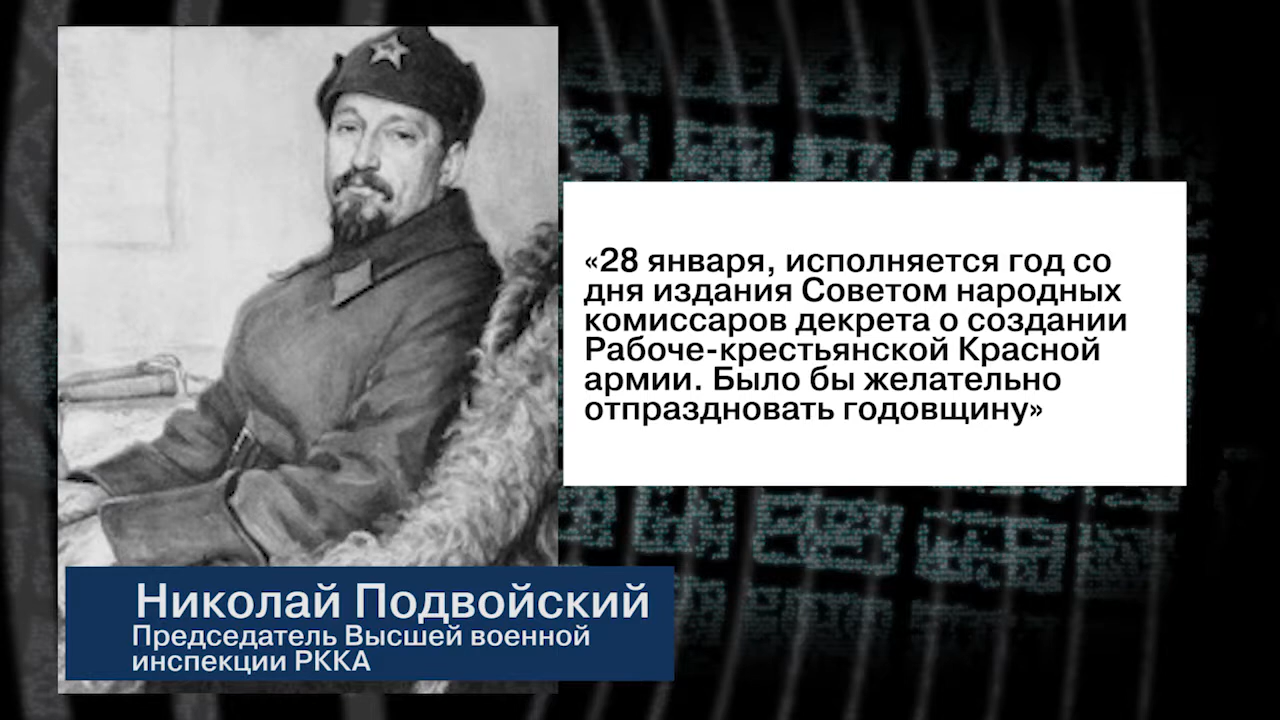 «28 января, исполняется год со
дня издания Советом народных
комиссаров декрета о создании
Рабоче-крестьянской Красной
армии. Было бы желательно
отпраздновать годовщину»
Николай Подвойский
Председатель Высшей военной
инспекции РККА